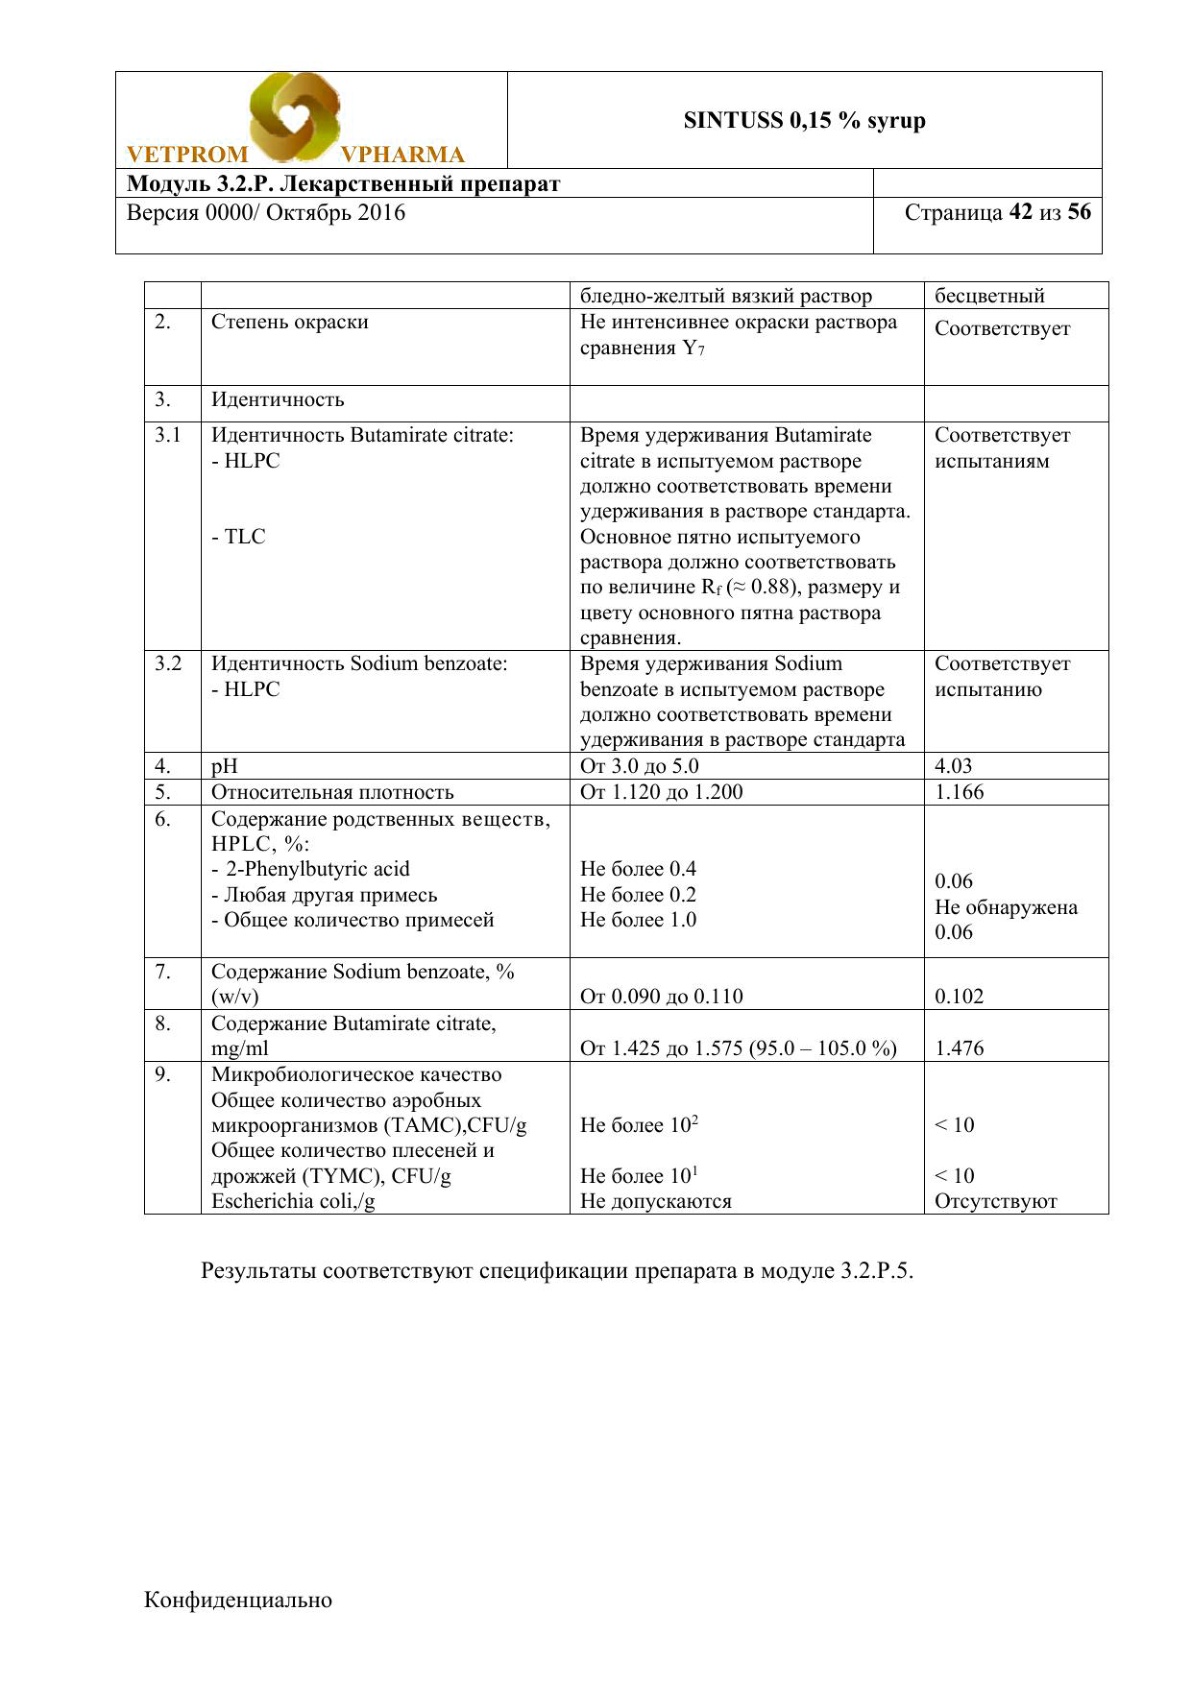 VETPROM VPHARMA
SINTUSS 0,15 % syrup
Модуль 3.2.P. Лекарственный препарат
Версия 0000/ Октябрь 2016
Страница 42 из 56
бледно-желтый вязкий раствор бесцветный
2. Степень окраски Не интенсивнее окраски раствора Соответствует
сравнения Y₇
3. Идентичность
3.1 Идентичность Butamirate citrate: Время удерживания Butamirate Соответствует
- HLPC citrate в испытуемом растворе испытаниям
должно соответствовать времени
удерживания в растворе стандарта.
- TLC Основное пятно испытуемого
раствора должно соответствовать
по величине Rf (≈ 0.88), размеру и
цвету основного пятна раствора
сравнения.
3.2 Идентичность Sodium benzoate: Время удерживания Sodium Соответствует
- HLPC benzoate в испытуемом растворе испытанию
должно соответствовать времени
удерживания в растворе стандарта
4. pH От 3.0 до 5.0 4.03
5. Относительная плотность От 1.120 до 1.200 1.166
6. Содержание родственных веществ,
HPLC, %:
- 2-Phenylbutyric acid Не более 0.4 0.06
- Любая другая примесь Не более 0.2 Не обнаружена
- Общее количество примесей Не более 1.0 0.06
7. Содержание Sodium benzoate, %
(w/v) От 0.090 до 0.110 0.102
8. Содержание Butamirate citrate,
mg/ml От 1.425 до 1.575 (95.0 – 105.0 %) 1.476
9. Микробиологическое качество
Общее количество аэробных
микроорганизмов (TAMC),CFU/g Не более 10² < 10
Общее количество плесеней и
дрожжей (TYMC), CFU/g Не более 10¹ < 10
Escherichia coli,/g Не допускаются Отсутствуют
Результаты соответствуют спецификации препарата в модуле 3.2.P.5.
Конфиденциально